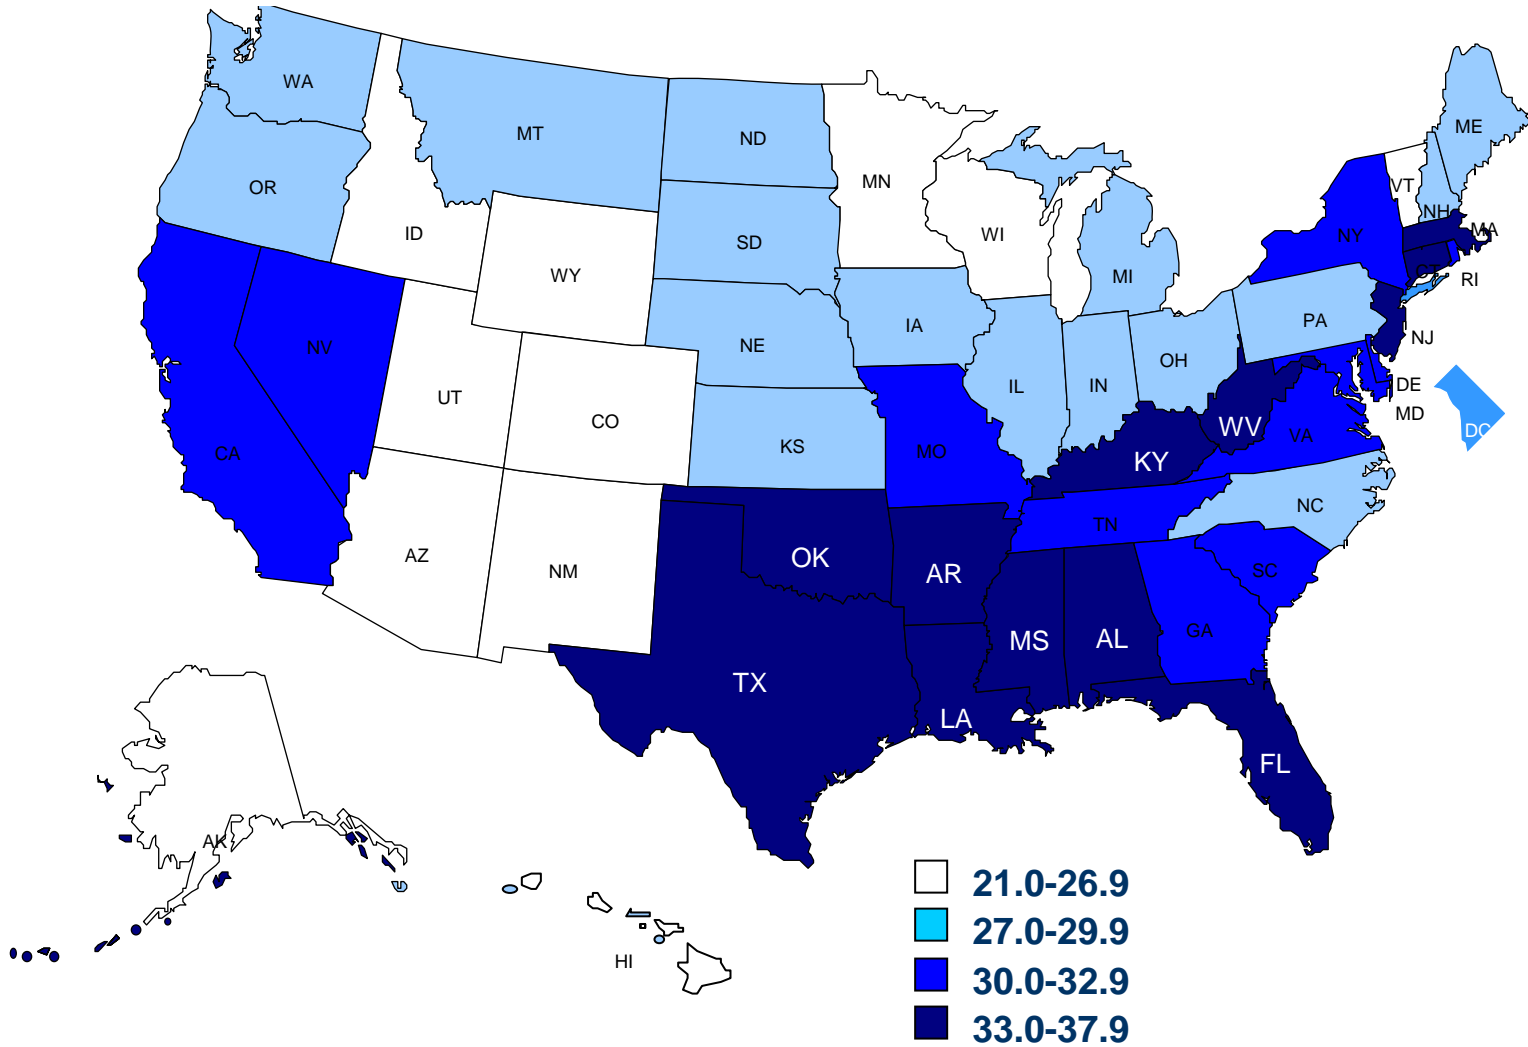 WA
MT
ND
MN
ME
OR
ID
SD
WI
VT
NH
NY
MA
WY
MI
CT
RI
IA
PA
NE
NJ
OH
UT
CO
IL
IN
DE
NV
MD
WV
VA
DC
CA
KS
MO
KY
NC
TN
AZ
NM
OK
AR
SC
MS
AL
GA
TX
LA
FL
AK
HI
21.0-26.9
27.0-29.9
30.0-32.9
33.0-37.9